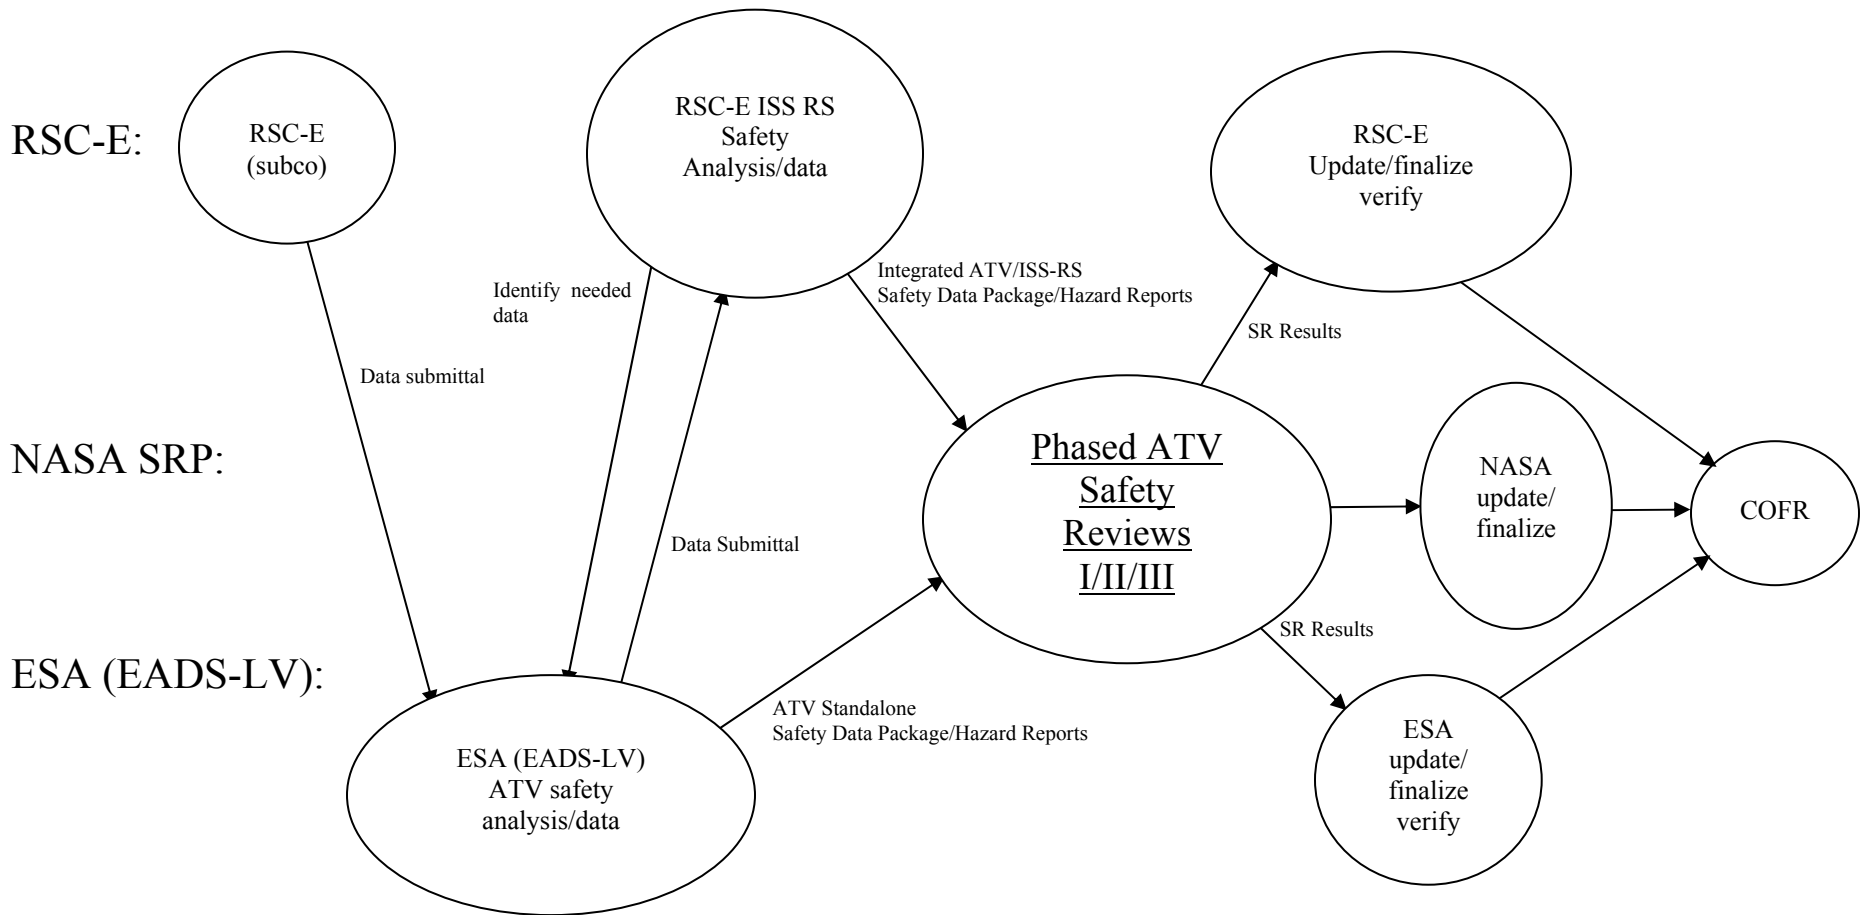 RSC-E:
RSC-E
(subco)
RSC-E ISS RS
Safety
Analysis/data
RSC-E
Update/finalize
verify
Identify needed
data
Integrated ATV/ISS-RS
Safety Data Package/Hazard Reports
SR Results
Data submittal
NASA SRP:
Phased ATV
Safety
Reviews
I/II/III
NASA
update/
finalize
COFR
Data Submittal
SR Results
ESA (EADS-LV):
ATV Standalone
Safety Data Package/Hazard Reports
ESA (EADS-LV)
ATV safety
analysis/data
ESA
update/
finalize
verify